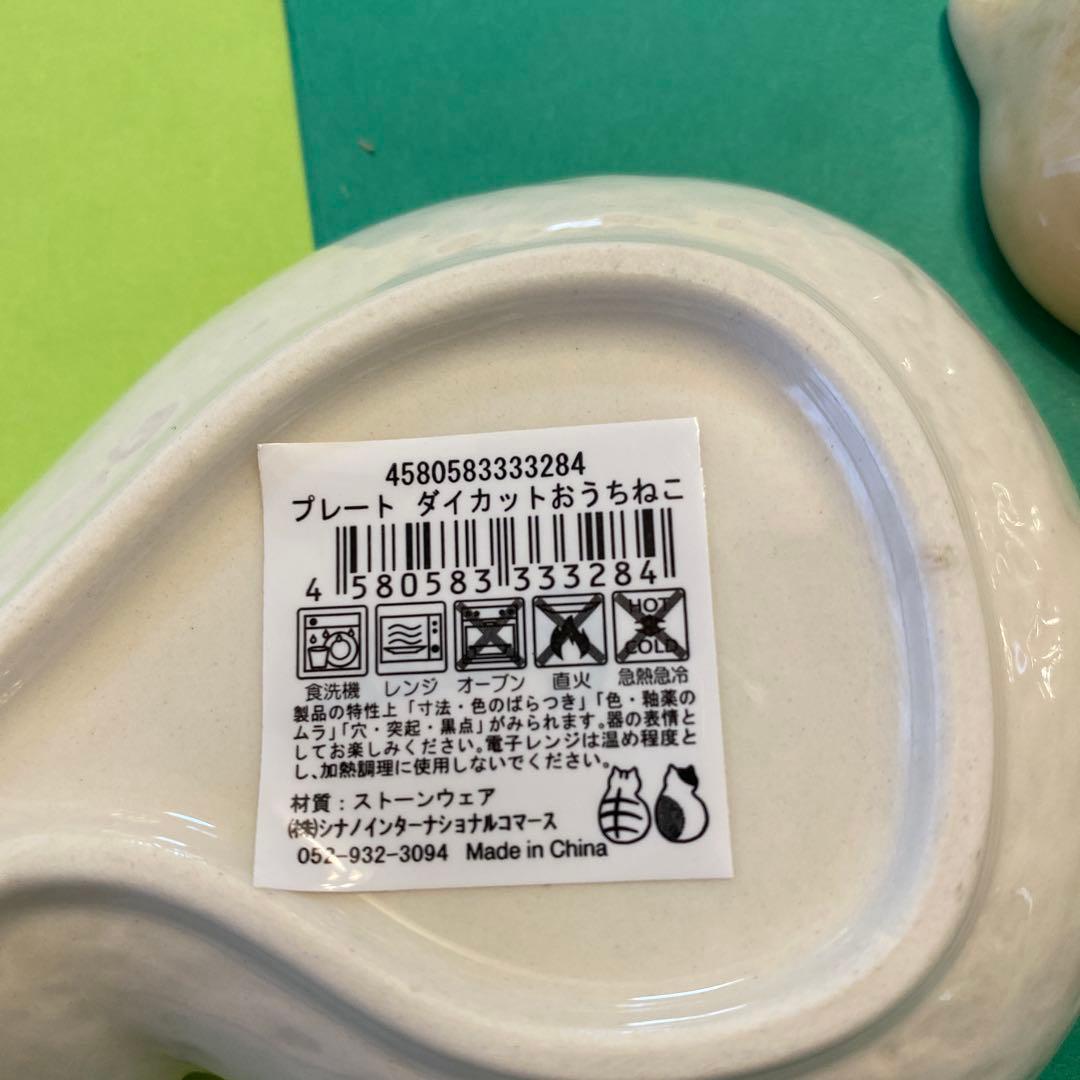 4580583333284
プレート ダイカットおうちねこ
4 580583 333284
HOT
COLD
食洗機 レンジ オーブン 直火 急熱急冷
製品の特性上「寸法・色のばらつき」「色・釉薬の
ムラ」「穴・突起・黒点」がみられます。器の表情と
してお楽しみください。電子レンジは温め程度と
し、加熱調理に使用しないでください。
材質：ストーンウェア
㈱シナノインターナショナルコマース
052-932-3094 Made in China